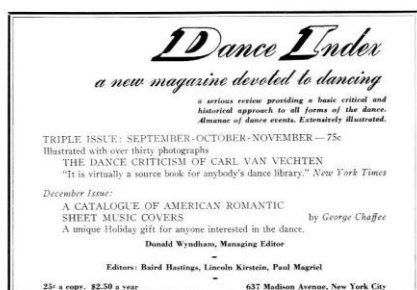 Dance Index
a new magazine devoted to dancing
a serious review providing a basic critical and
historical approach to all forms of the dance.
Almanac of dance events. Extensively illustrated.
TRIPLE ISSUE: SEPTEMBER-OCTOBER-NOVEMBER—75c
Illustrated with over thirty photographs
THE DANCE CRITICISM OF CARL VAN VECHTEN
"It is virtually a source book for anybody's dance library." New York Times
December Issue:
A CATALOGUE OF AMERICAN ROMANTIC
SHEET MUSIC COVERS by George Chaffee
A unique Holiday gift for anyone interested in the dance.
Donald Wyndham, Managing Editor
Editors: Baird Hastings, Lincoln Kirstein, Paul Magriel
25c a copy. $2.50 a year 637 Madison Avenue, New York City